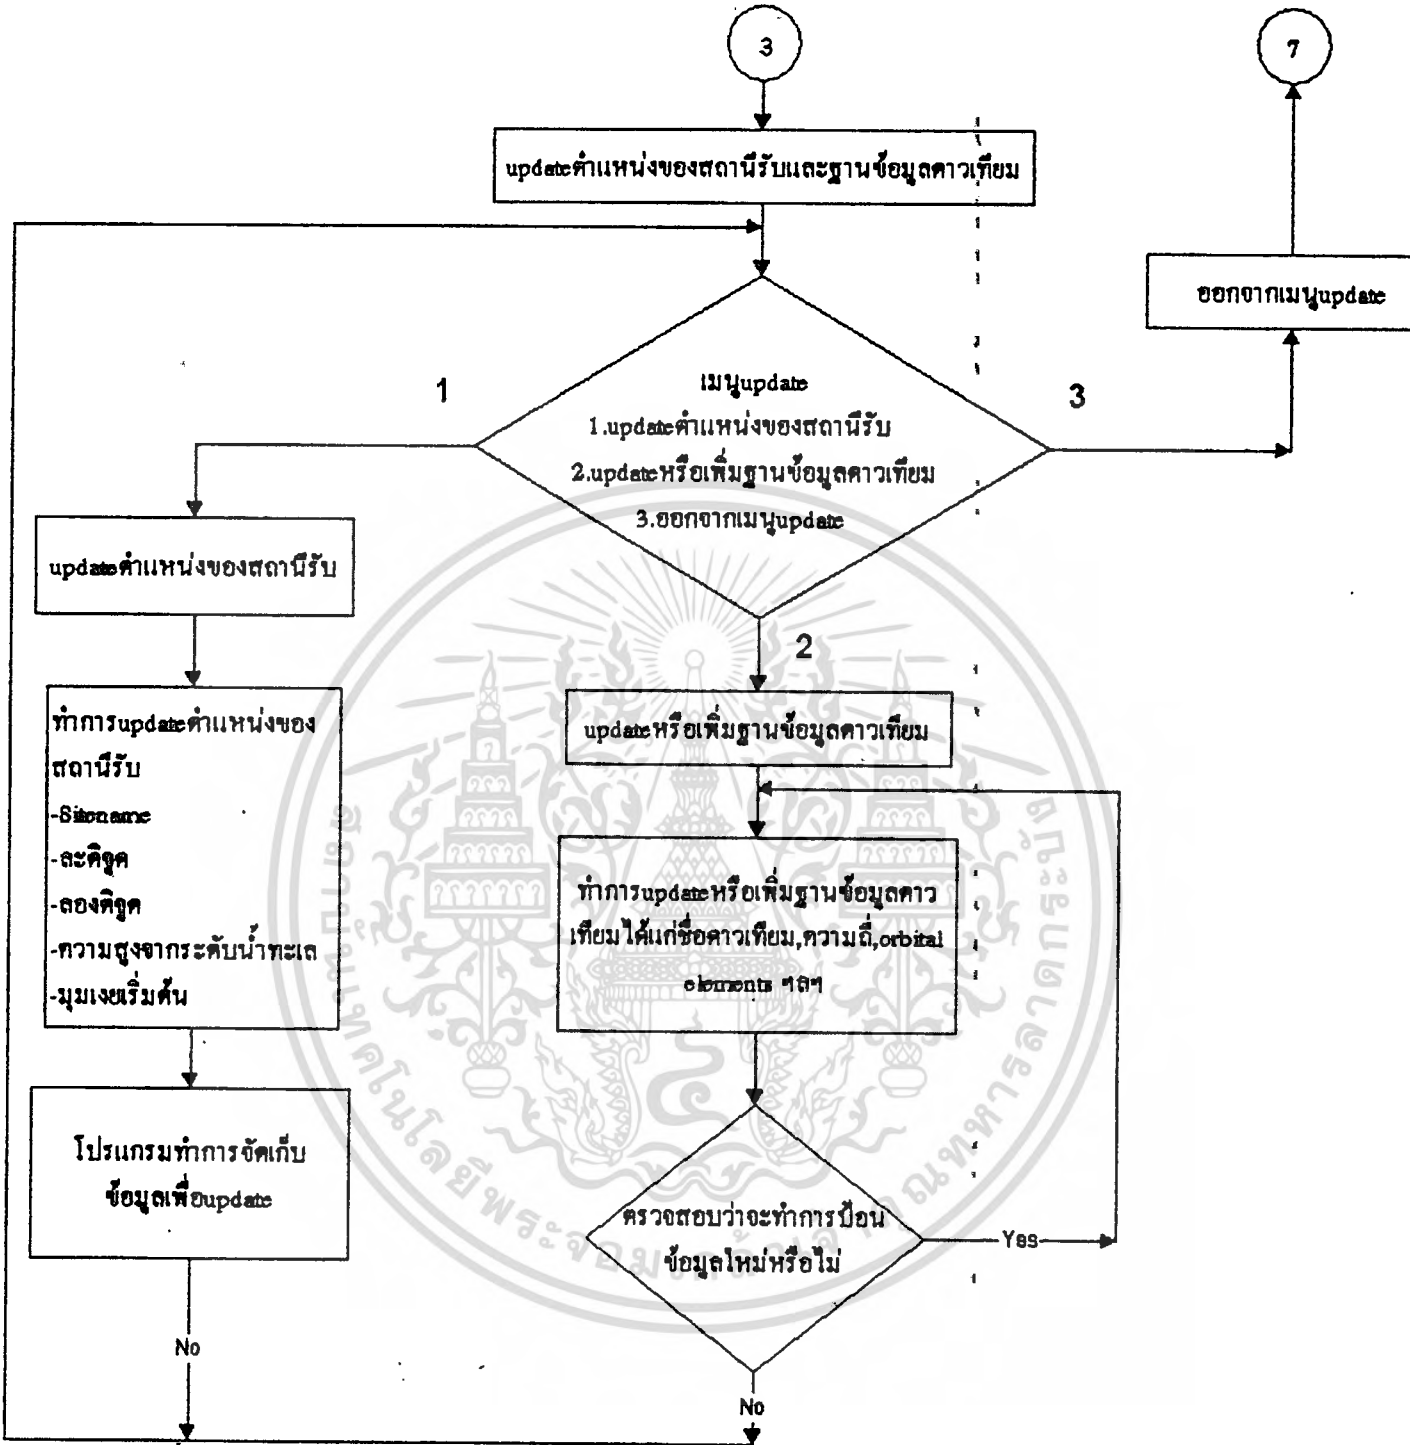 3
7
updateตำแหน่งของสถานีรับและฐานข้อมูลดาวเทียม
ออกจากเมนูupdate
1
3
เมนูupdate
1.updateตำแหน่งของสถานีรับ
2.updateหรือเพิ่มฐานข้อมูลดาวเทียม
3.ออกจากเมนูupdate
updateตำแหน่งของสถานีรับ
2
ทำการupdateตำแหน่งของ
สถานีรับ
-Sitename
-ละติจูด
-ลองติจูด
-ความสูงจากระดับน้ำทะเล
-มุมเงยเริ่มต้น
updateหรือเพิ่มฐานข้อมูลดาวเทียม
ทำการupdateหรือเพิ่มฐานข้อมูลดาว
เทียมได้แก่ชื่อดาวเทียม,ความถี่,orbital
elements ฯลฯ
โปรแกรมทำการจัดเก็บ
ข้อมูลเพื่อupdate
ตรวจสอบว่าจะทำการป้อน
ข้อมูลใหม่หรือไม่
Yes
No
No